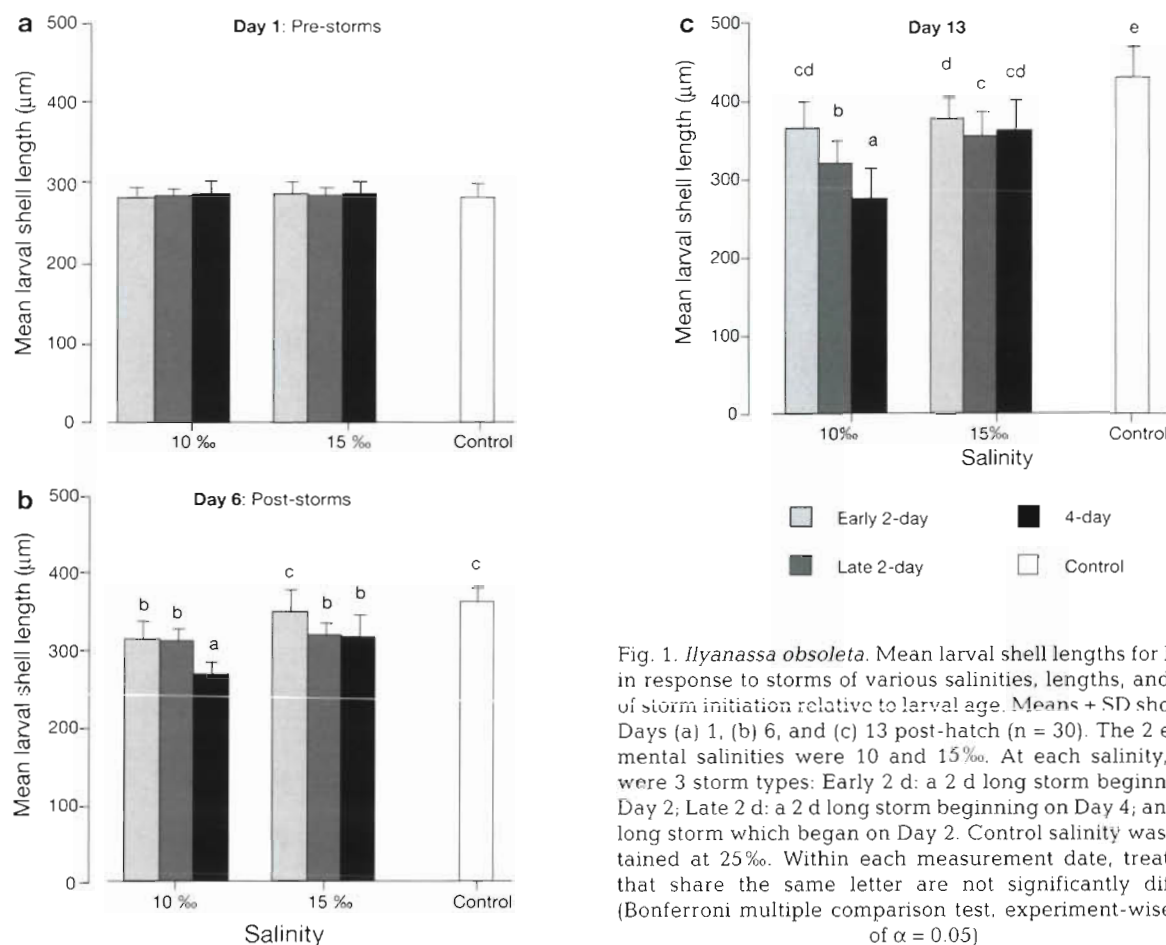 a
Day 1: Pre-storms
Mean larval shell length (µm)
500
400
300
200
100
0
10 ‰
15 ‰
Control
b
Day 6: Post-storms
Mean larval shell length (µm)
500
400
300
200
100
0
b b a
c b b
c
10 ‰
15 ‰
Control
Salinity
c
Day 13
Mean larval shell length (µm)
500
400
300
200
100
0
cd b a
d c cd
e
10‰
15‰
Control
Salinity
Early 2-day
4-day
Late 2-day
Control
Fig. 1. Ilyanassa obsoleta. Mean larval shell lengths for
in response to storms of various salinities, lengths, and
of storm initiation relative to larval age. Means + SD sho
Days (a) 1, (b) 6, and (c) 13 post-hatch (n = 30). The 2 e
mental salinities were 10 and 15‰. At each salinity,
were 3 storm types: Early 2 d: a 2 d long storm beginn
Day 2; Late 2 d: a 2 d long storm beginning on Day 4; an
long storm which began on Day 2. Control salinity was
tained at 25‰. Within each measurement date, treat
that share the same letter are not significantly dif
(Bonferroni multiple comparison test, experiment-wise
of α = 0.05)